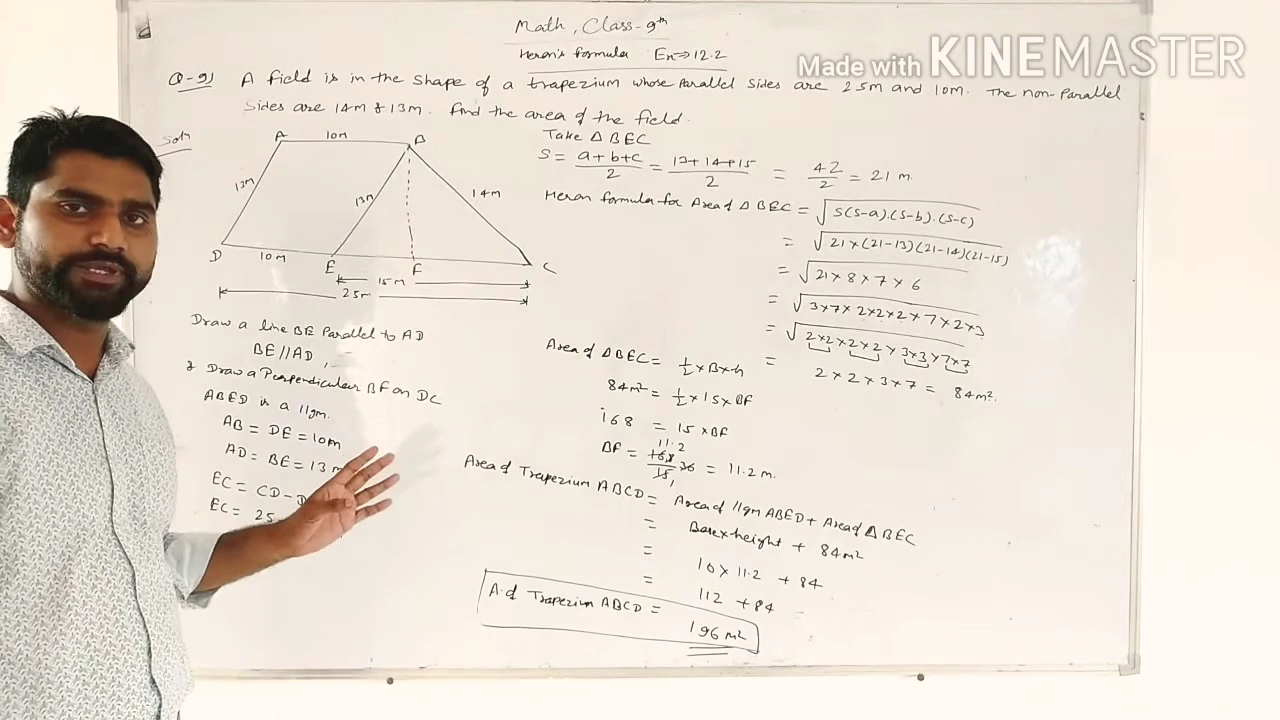 Math, Class-9th
Heron's formula Ex⇒12.2
Made with KINEMASTER
Q-9) A field is in the shape of a trapezium whose parallel sides are 25m and 10m. The non-parallel
sides are 14m & 13m. Find the area of the field.
Soln
A 10m B
13m 13m 14m
D 10m E F C
15m
25m
Draw a line BE Parallel to AD
BE//AD,
& Draw a Perpendicular BF on DC
ABED is a 11gm.
AB = DE = 10m
AD = BE = 13m
EC = CD - D
EC = 25
Take △BEC
S = a+b+c/2 = 13+14+15/2 = 42/2 = 21 m.
Heron formula for Area of △BEC = √S(S-a).(S-b).(S-c)
= √21×(21-13)(21-14)(21-15)
= √21×8×7×6
= √3×7×2×2×2×7×2×3
= √2×2×2×2×3×3×7×7
= 2×2×3×7 = 84m².
Area of △BEC = 1/2×B×h
84m² = 1/2×15×BF
168 = 15×BF
BF = 168/15 = 11.2 m.
Area of Trapezium ABCD = Area of 11gm ABED + Area of △BEC
= Base×height + 84m²
= 10×11.2 + 84
= 112 + 84
A.of Trapezium ABCD = 196 m²